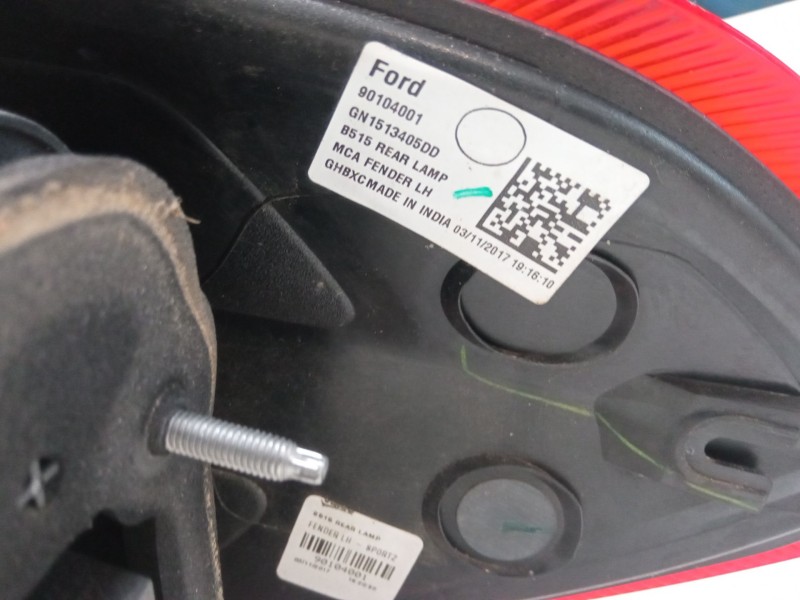 Ford
90104001
GN1513405DD
B515 REAR LAMP
MCA FENDER LH
GHBXCMADE IN INDIA 03/11/2017 19:16:10
B515 REAR LAMP
FENDER LH - APORT2
90104001